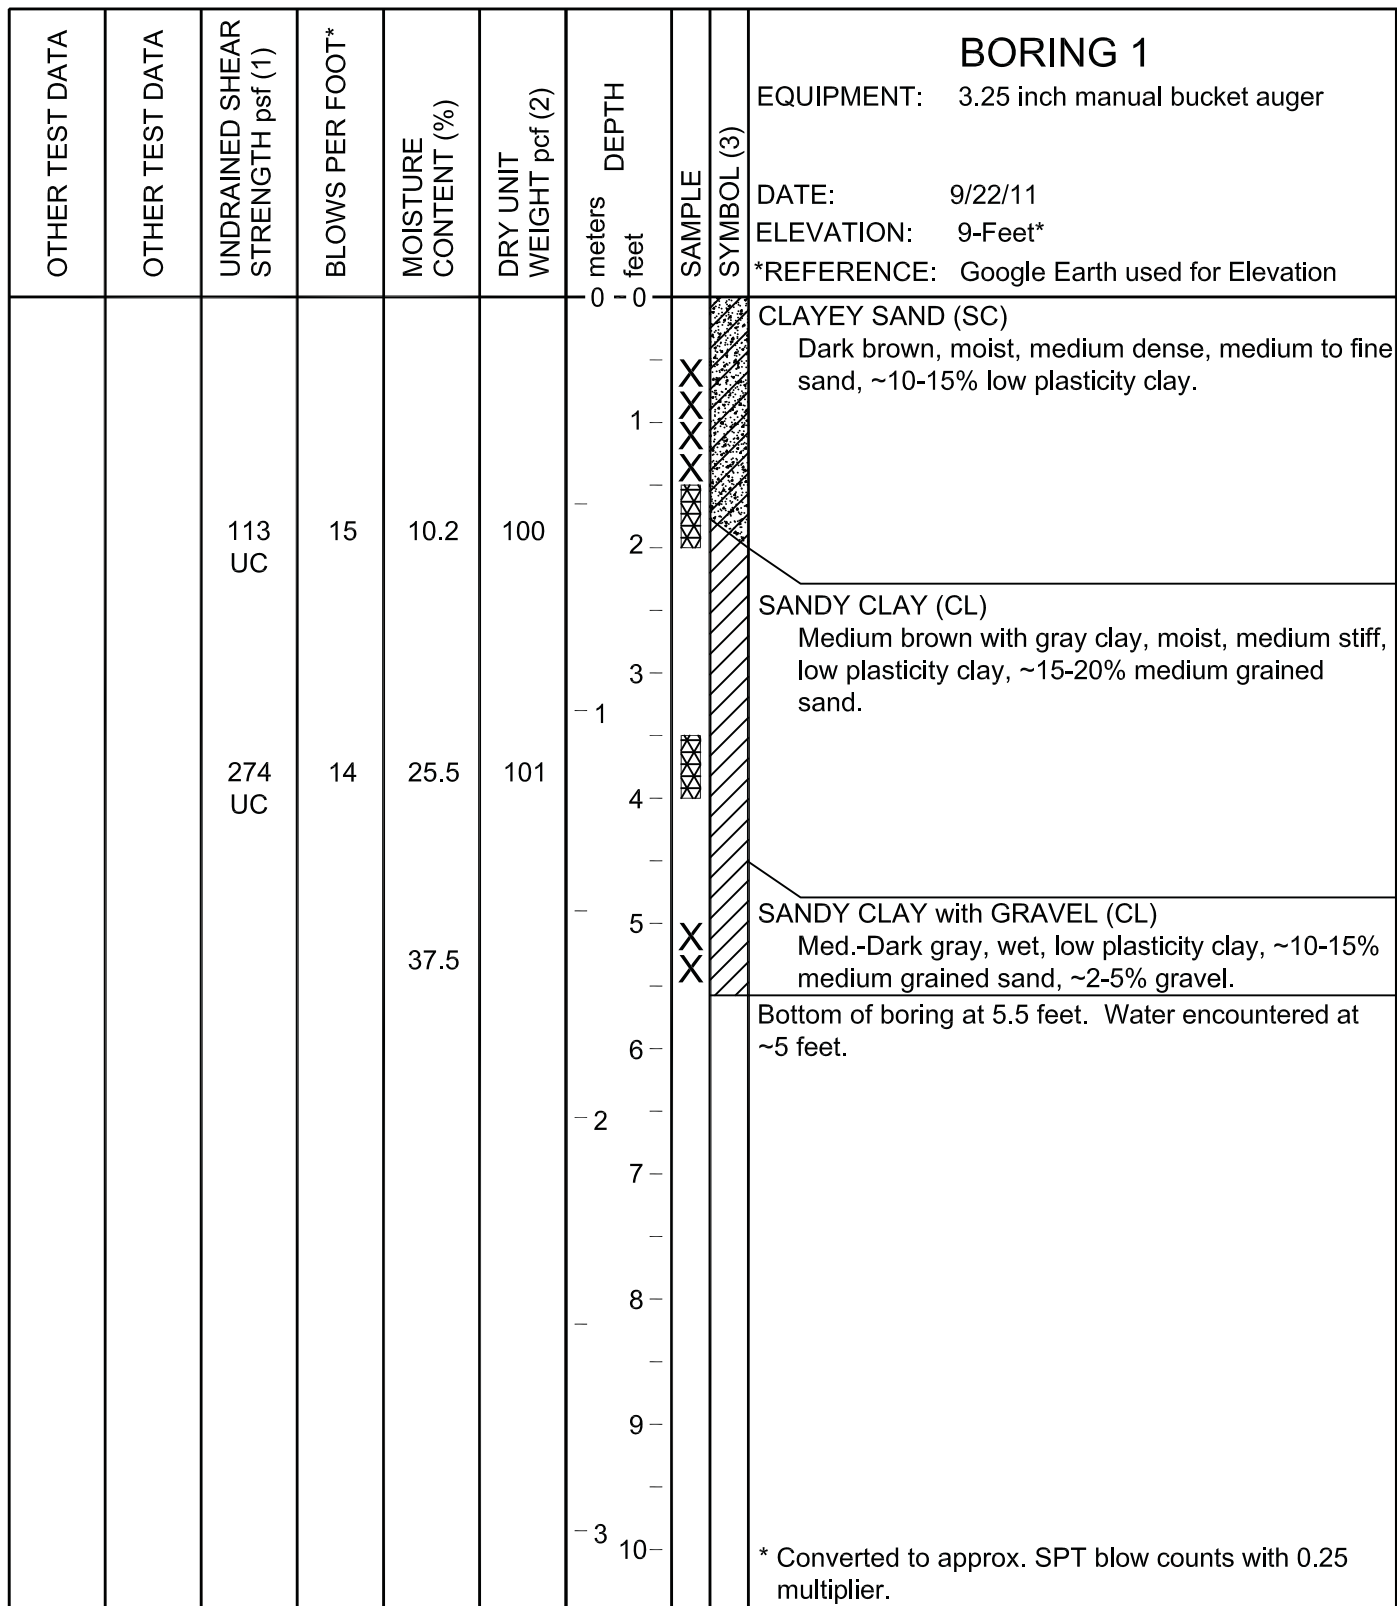 OTHER TEST DATA
OTHER TEST DATA
UNDRAINED SHEAR
STRENGTH psf (1)
BLOWS PER FOOT*
MOISTURE
CONTENT (%)
DRY UNIT
WEIGHT pcf (2)
DEPTH
meters
feet
SAMPLE
SYMBOL (3)
BORING 1
EQUIPMENT: 3.25 inch manual bucket auger
DATE: 9/22/11
ELEVATION: 9-Feet*
*REFERENCE: Google Earth used for Elevation
0 - 0
CLAYEY SAND (SC)
Dark brown, moist, medium dense, medium to fine
sand, ~10-15% low plasticity clay.
X
X
1
X
X
113 15 10.2 100
UC
2
SANDY CLAY (CL)
Medium brown with gray clay, moist, medium stiff,
low plasticity clay, ~15-20% medium grained
sand.
3
1
274 14 25.5 101
UC
4
SANDY CLAY with GRAVEL (CL)
5
X
Med.-Dark gray, wet, low plasticity clay, ~10-15%
medium grained sand, ~2-5% gravel.
37.5
X
Bottom of boring at 5.5 feet. Water encountered at
~5 feet.
6
2
7
8
9
3
10
* Converted to approx. SPT blow counts with 0.25
multiplier.